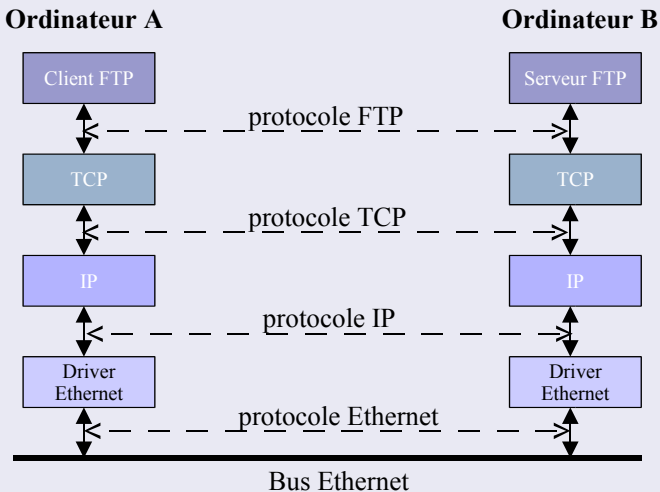 Ordinateur A
Ordinateur B
Client FTP
Serveur FTP
protocole FTP
TCP
TCP
protocole TCP
IP
IP
protocole IP
Driver
Ethernet
Driver
Ethernet
protocole Ethernet
Bus Ethernet